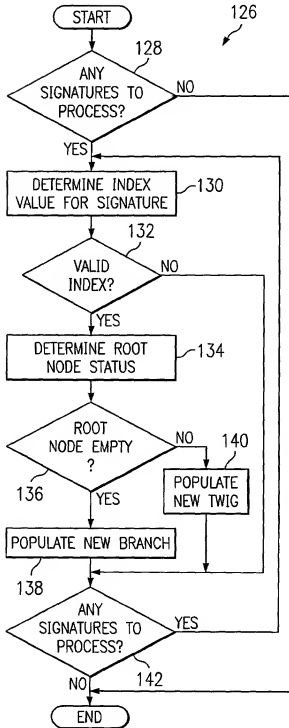 START
126
128
ANY
SIGNATURES TO
PROCESS?
NO
YES
DETERMINE INDEX
VALUE FOR SIGNATURE
130
132
VALID
INDEX?
NO
YES
DETERMINE ROOT
NODE STATUS
134
ROOT
NODE EMPTY
?
NO
140
136
YES
POPULATE
NEW TWIG
POPULATE NEW BRANCH
138
ANY
SIGNATURES TO
PROCESS?
YES
NO
142
END